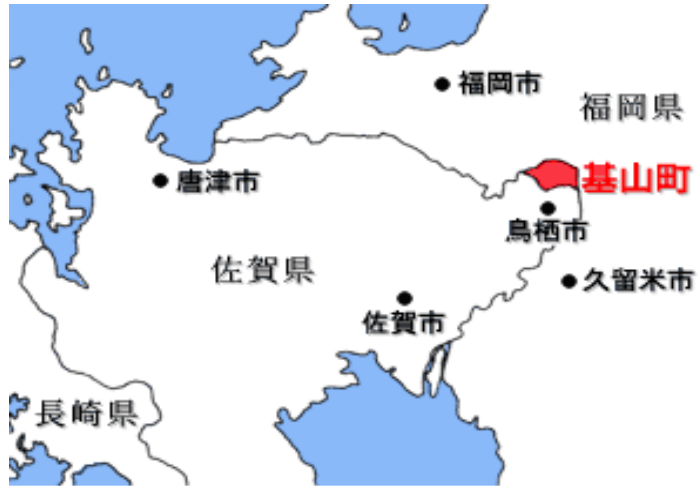 福岡市
福岡県
唐津市
基山町
鳥栖市
佐賀県
久留米市
佐賀市
長崎県